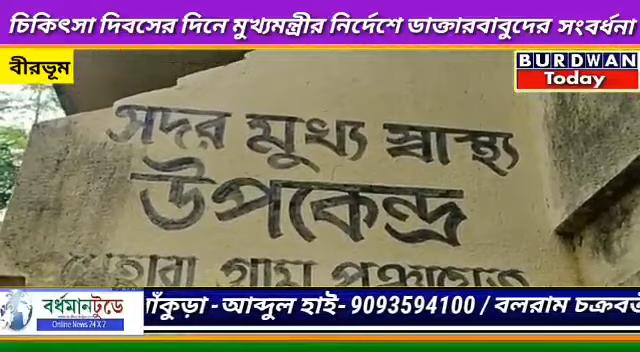 চিকিৎসা দিবসের দিনে মুখ্যমন্ত্রীর নির্দেশে ডাক্তারবাবুদের সংবর্ধনা
বীরভূম
BURDWAN
Today
সদর মুখ্য স্বাস্থ্য
উপকেন্দ্র
গ্রাম পঞ্চায়েত
বর্ধমানটুডে
Online News 24 X 7
বাঁকুড়া - আব্দুল হাই- 9093594100 / বলরাম চক্রবর্তী